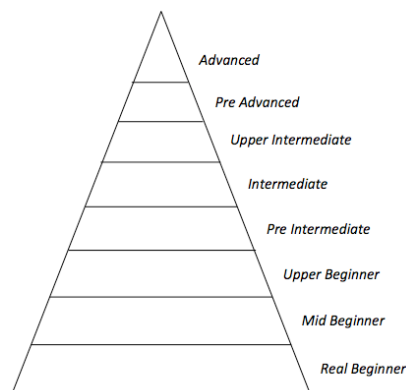 Advanced
Pre Advanced
Upper Intermediate
Intermediate
Pre Intermediate
Upper Beginner
Mid Beginner
Real Beginner